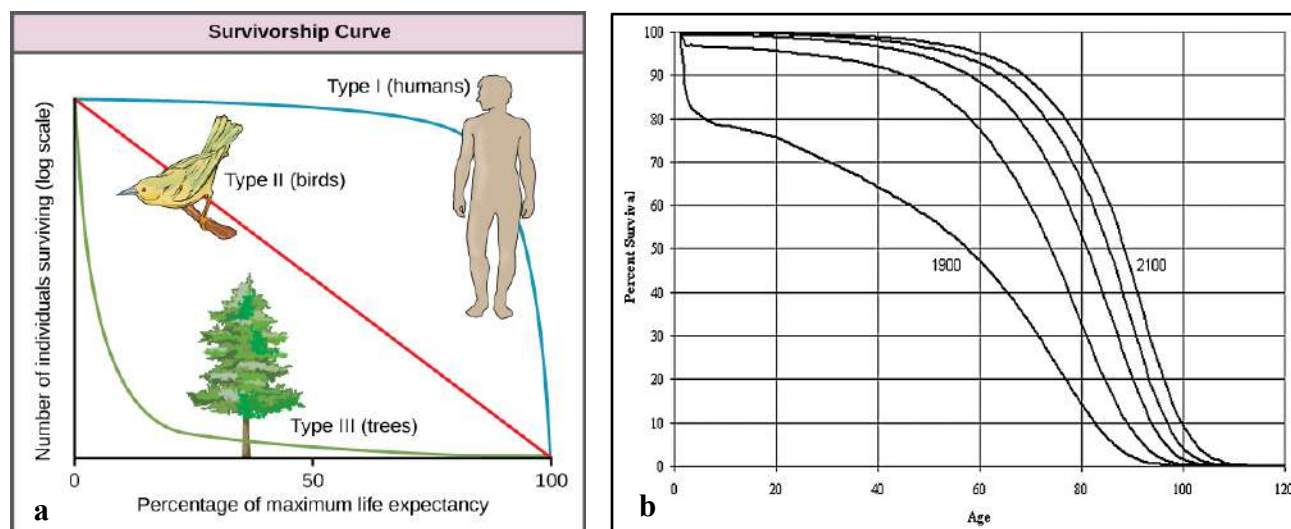 Survivorship Curve
Number of individuals surviving (log scale)
Type I (humans)
Type II (birds)
Type III (trees)
0
50
100
Percentage of maximum life expectancy
a
Percent Survival
100
90
80
70
60
50
40
30
20
10
0
1900
2100
0
20
40
60
80
100
120
Age
b